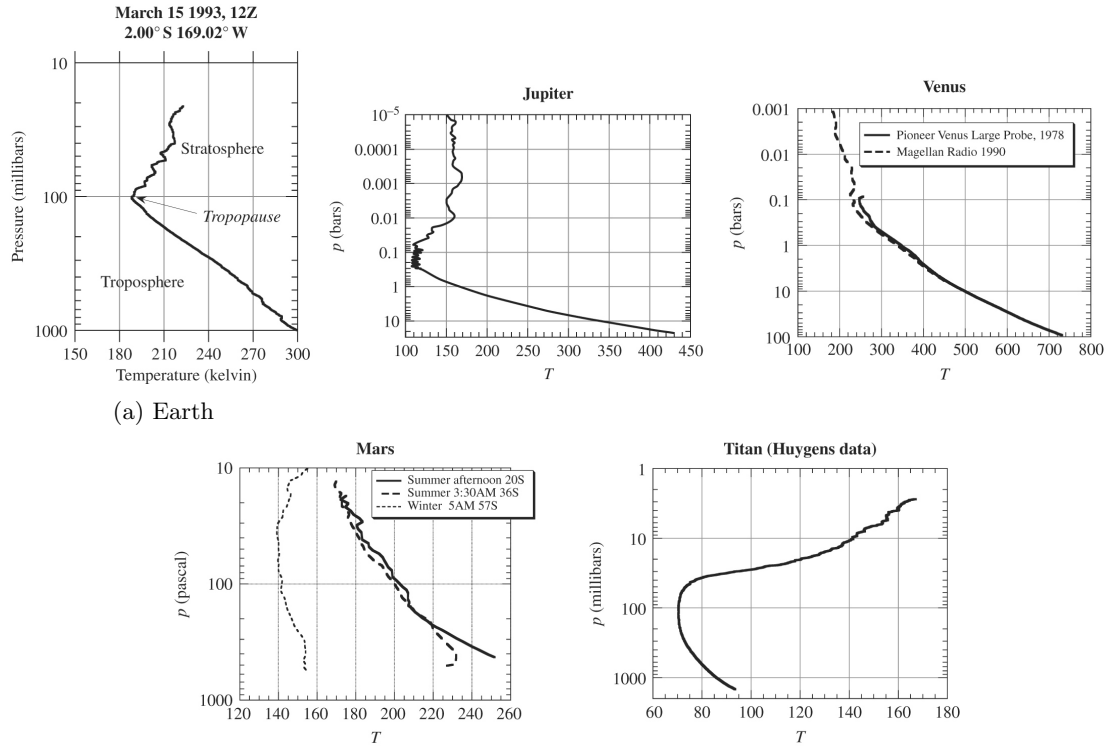 March 15 1993, 12Z
2.00° S 169.02° W
10
100
1000
Pressure (millibars)
Stratosphere
Tropopause
Troposphere
150 180 210 240 270 300
Temperature (kelvin)
(a) Earth
Jupiter
10⁻⁵
0.0001
0.001
0.01
0.1
1
10
p (bars)
100 150 200 250 300 350 400 450
T
Venus
0.001
0.01
0.1
1
10
100
p (bars)
Pioneer Venus Large Probe, 1978
Magellan Radio 1990
100 200 300 400 500 600 700 800
T
Mars
10
100
1000
p (pascal)
Summer afternoon 20S
Summer 3:30AM 36S
Winter 5AM 57S
120 140 160 180 200 220 240 260
T
Titan (Huygens data)
1
10
100
1000
p (millibars)
60 80 100 120 140 160 180
T